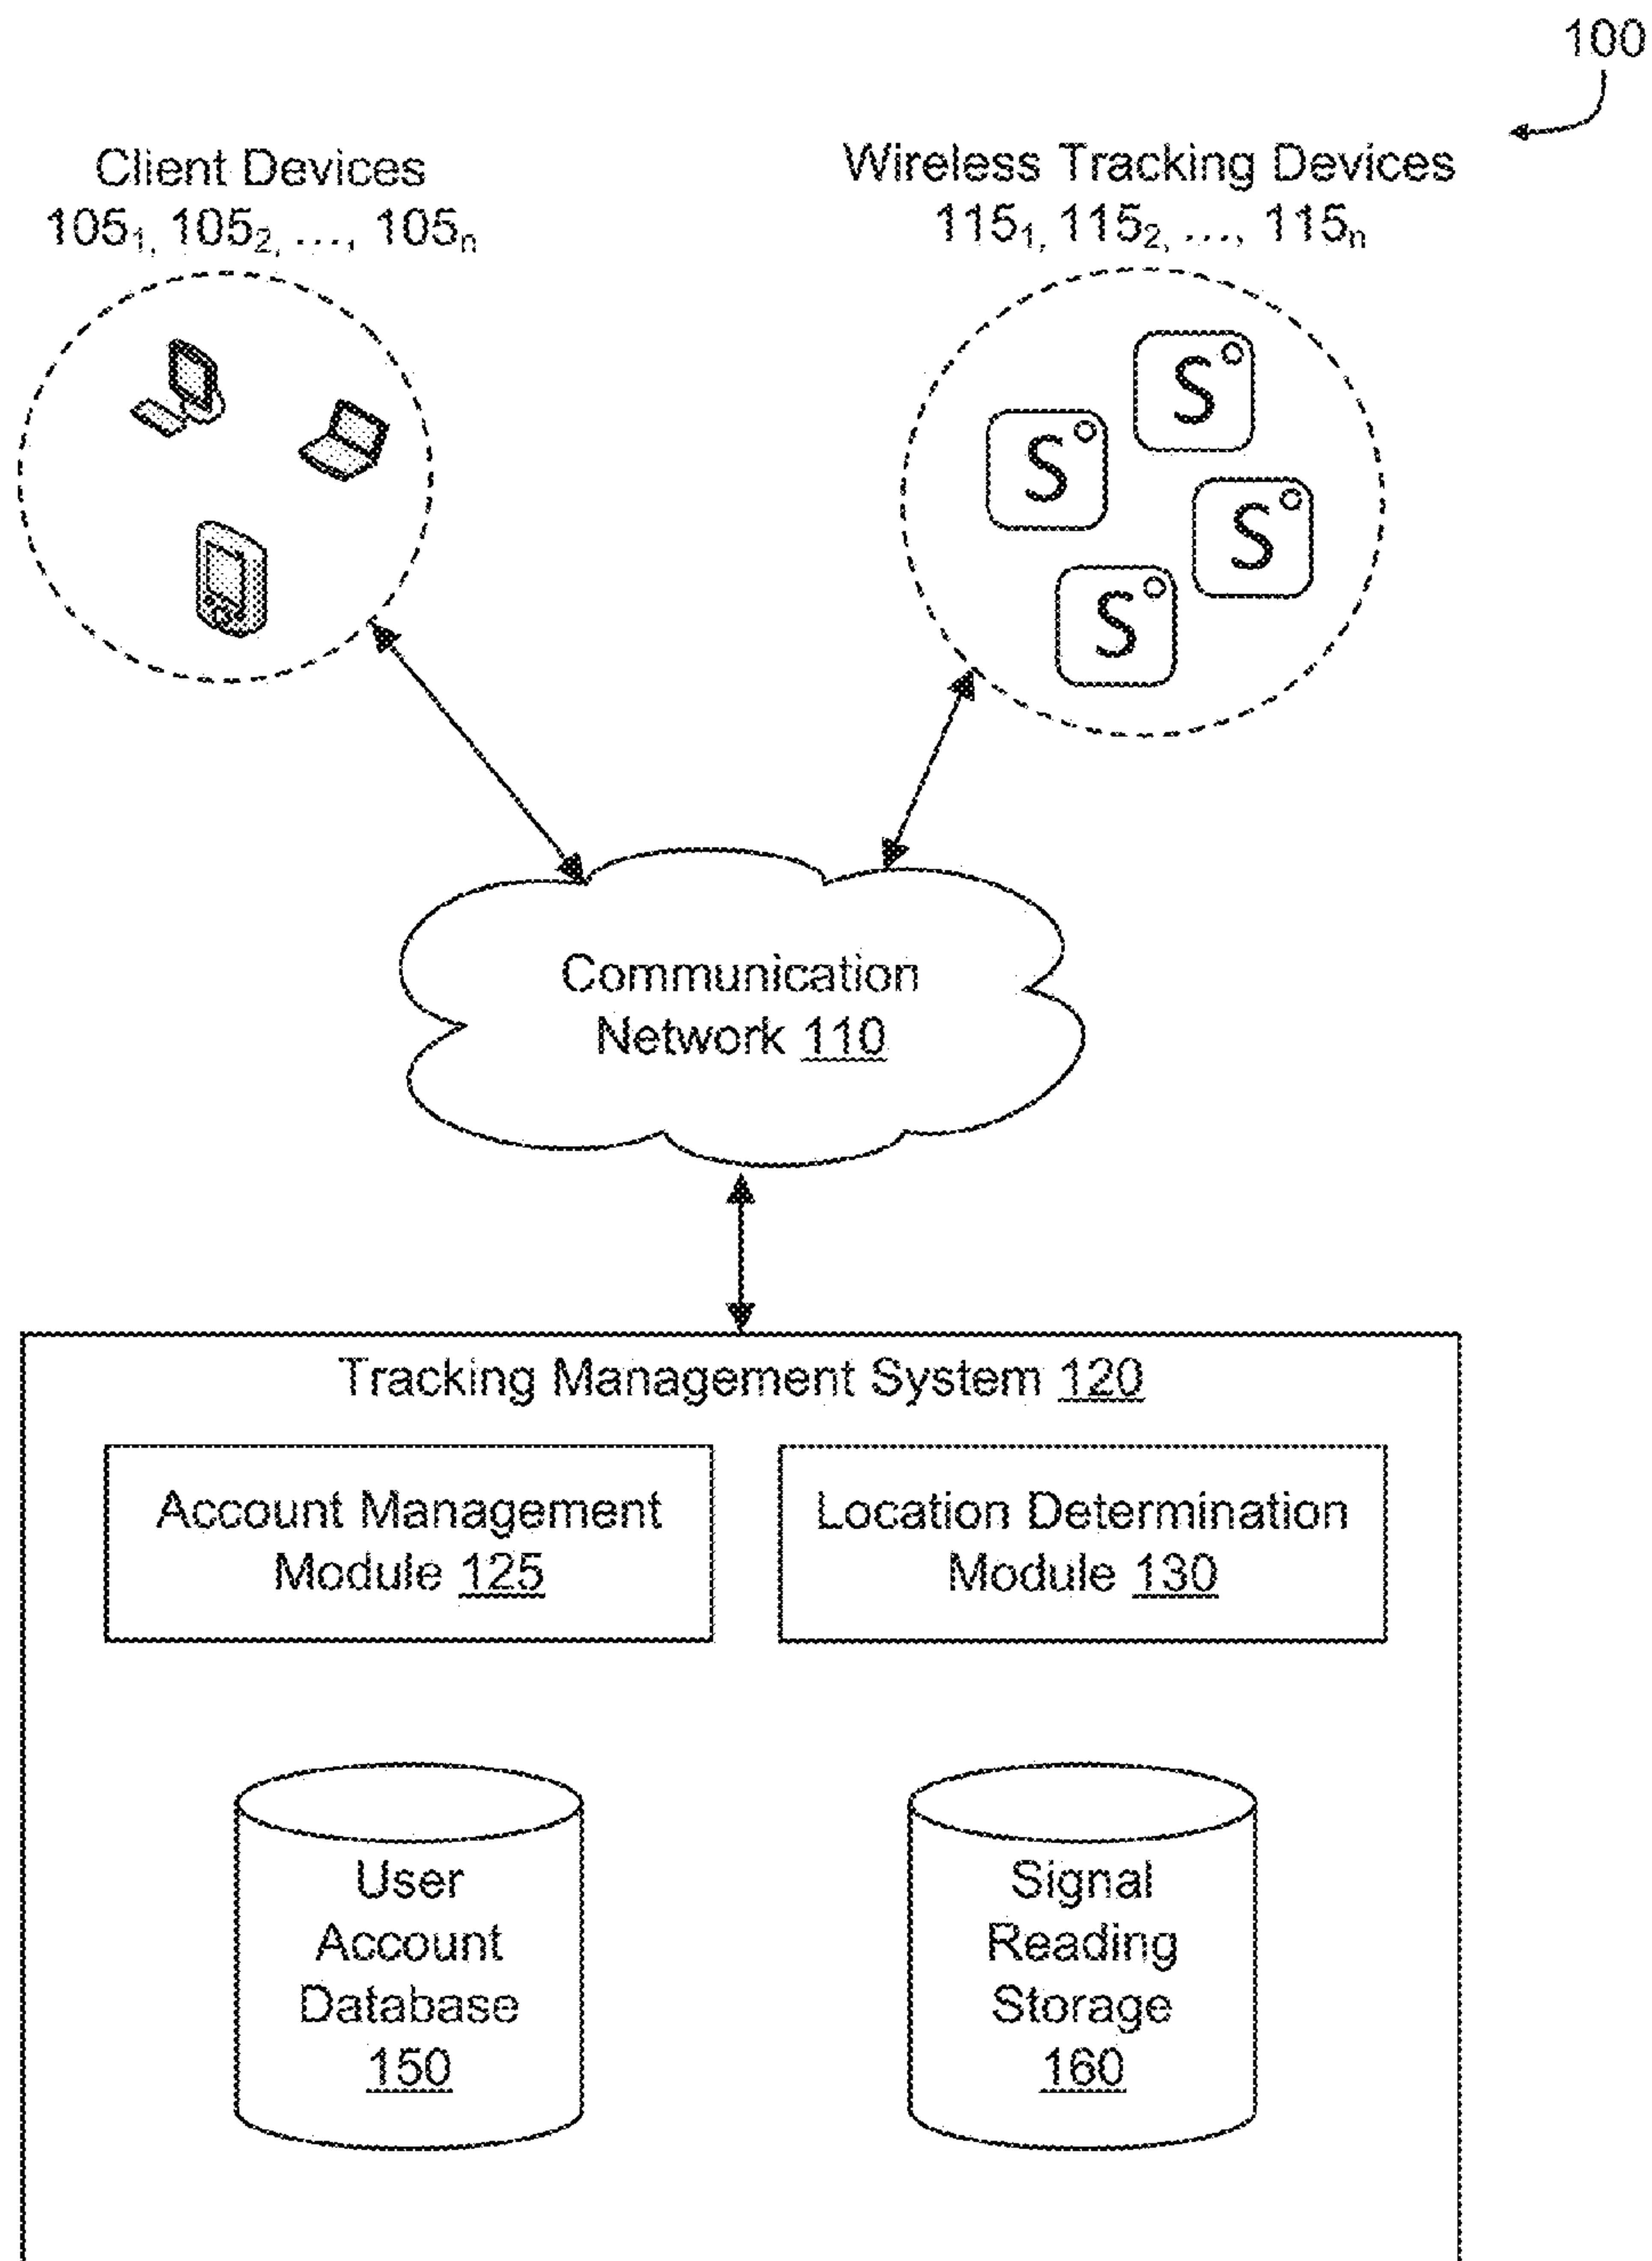 100
Client Devices
105₁, 105₂, ..., 105ₙ
Wireless Tracking Devices
115₁, 115₂, ..., 115ₙ
S
S
S
S
Communication
Network 110
Tracking Management System 120
Account Management
Module 125
Location Determination
Module 130
User
Account
Database
150
Signal
Reading
Storage
160